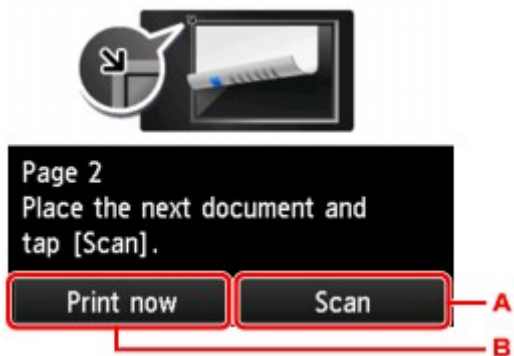 Page 2
Place the next document and
tap [Scan].
Print now Scan
A
B